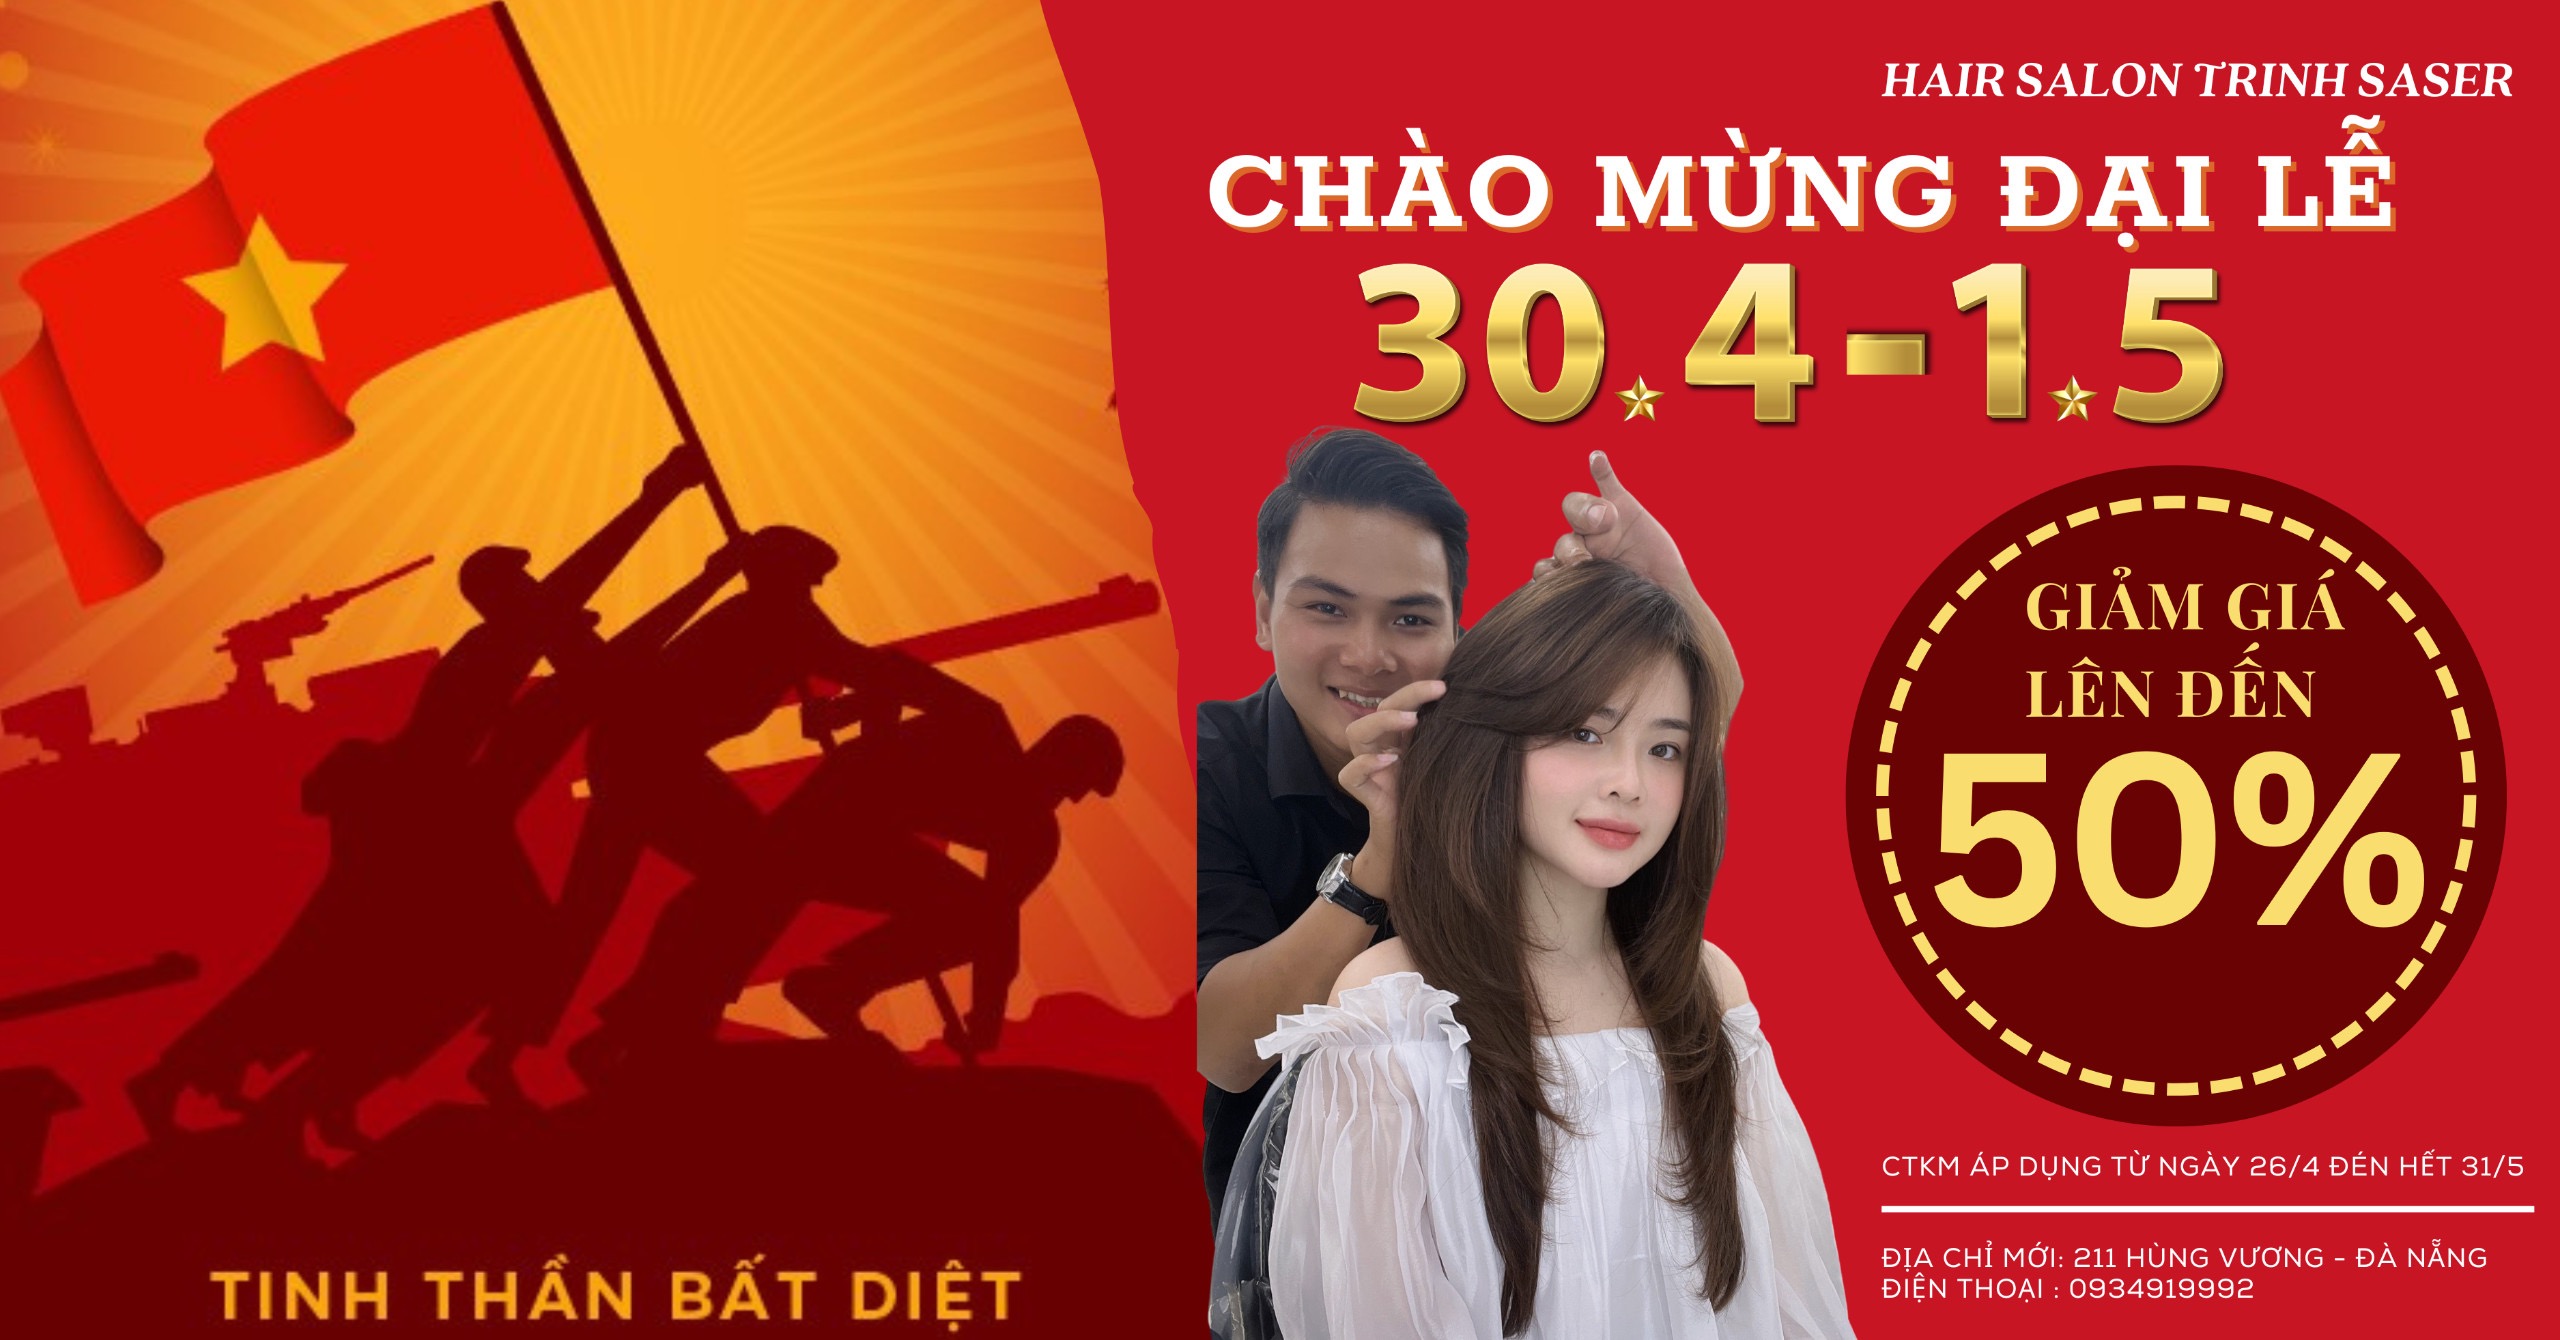 HAIR SALON TRINH SASER
CHÀO MỪNG ĐẠI LỄ
30.4-1.5
GIẢM GIÁ
LÊN ĐẾN
50%
CTKM ÁP DỤNG TỪ NGÀY 26/4 ĐÉN HẾT 31/5
ĐỊA CHỈ MỚI: 211 HÙNG VƯƠNG - ĐÀ NẴNG
ĐIỆN THOẠI : 0934919992
TINH THẦN BẤT DIỆT